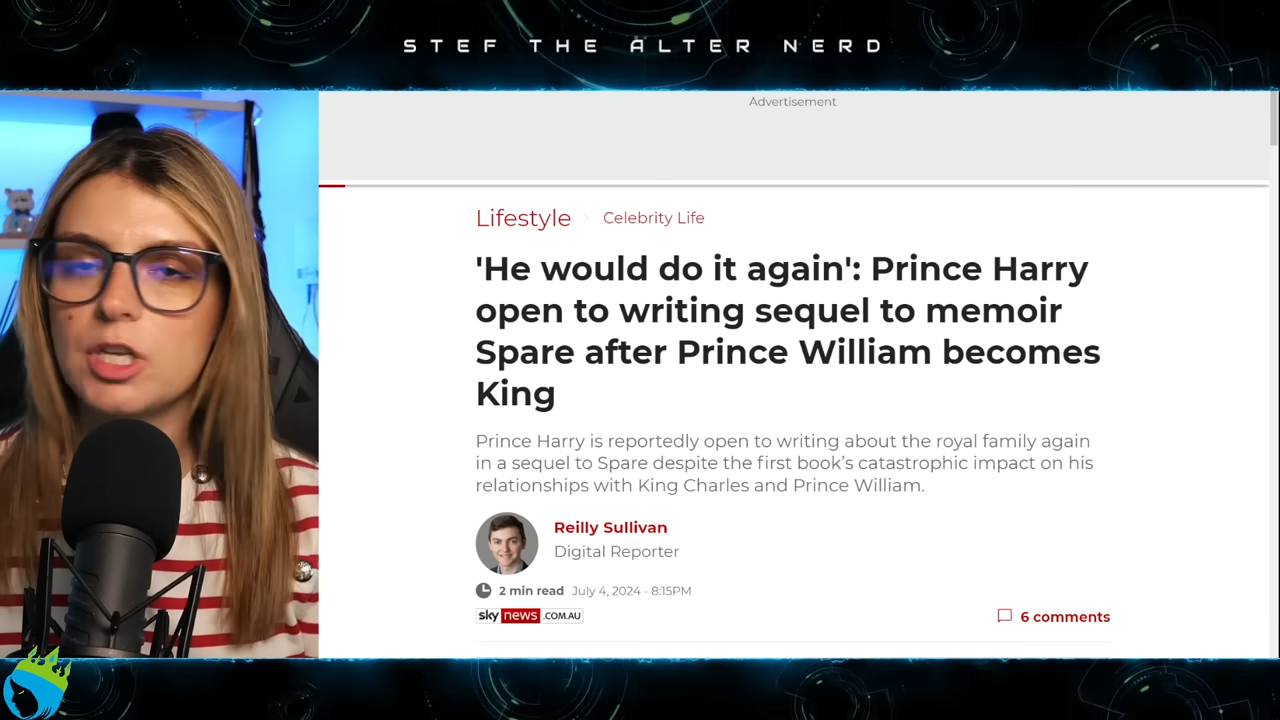 STEF THE ALTER NERD
Advertisement
Lifestyle
Celebrity Life
'He would do it again': Prince Harry
open to writing sequel to memoir
Spare after Prince William becomes
King
Prince Harry is reportedly open to writing about the royal family again
in a sequel to Spare despite the first book’s catastrophic impact on his
relationships with King Charles and Prince William.
Reilly Sullivan
Digital Reporter
2 min read July 4, 2024 - 8:15PM
sky news .COM.AU
6 comments